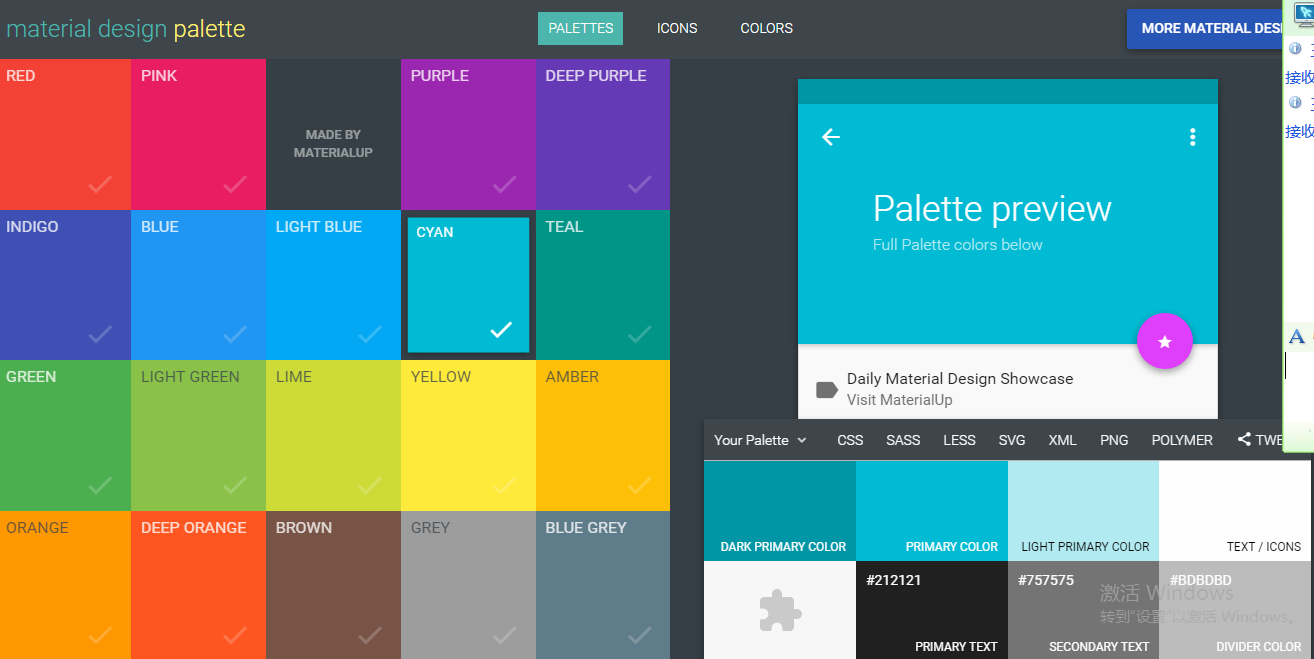 material design palette
PALETTES
ICONS
COLORS
MORE MATERIAL DESI
RED
PINK
MADE BY
MATERIALUP
PURPLE
DEEP PURPLE
INDIGO
BLUE
LIGHT BLUE
CYAN
TEAL
GREEN
LIGHT GREEN
LIME
YELLOW
AMBER
ORANGE
DEEP ORANGE
BROWN
GREY
BLUE GREY
Palette preview
Full Palette colors below
Daily Material Design Showcase
Visit MaterialUp
Your Palette
CSS
SASS
LESS
SVG
XML
PNG
POLYMER
TWE
DARK PRIMARY COLOR
PRIMARY COLOR
LIGHT PRIMARY COLOR
TEXT / ICONS
#212121
#757575
#BDBDBD
PRIMARY TEXT
SECONDARY TEXT
DIVIDER COLOR
激活 Windows
转到"设置"以激活 Windows。
接收
接收
A